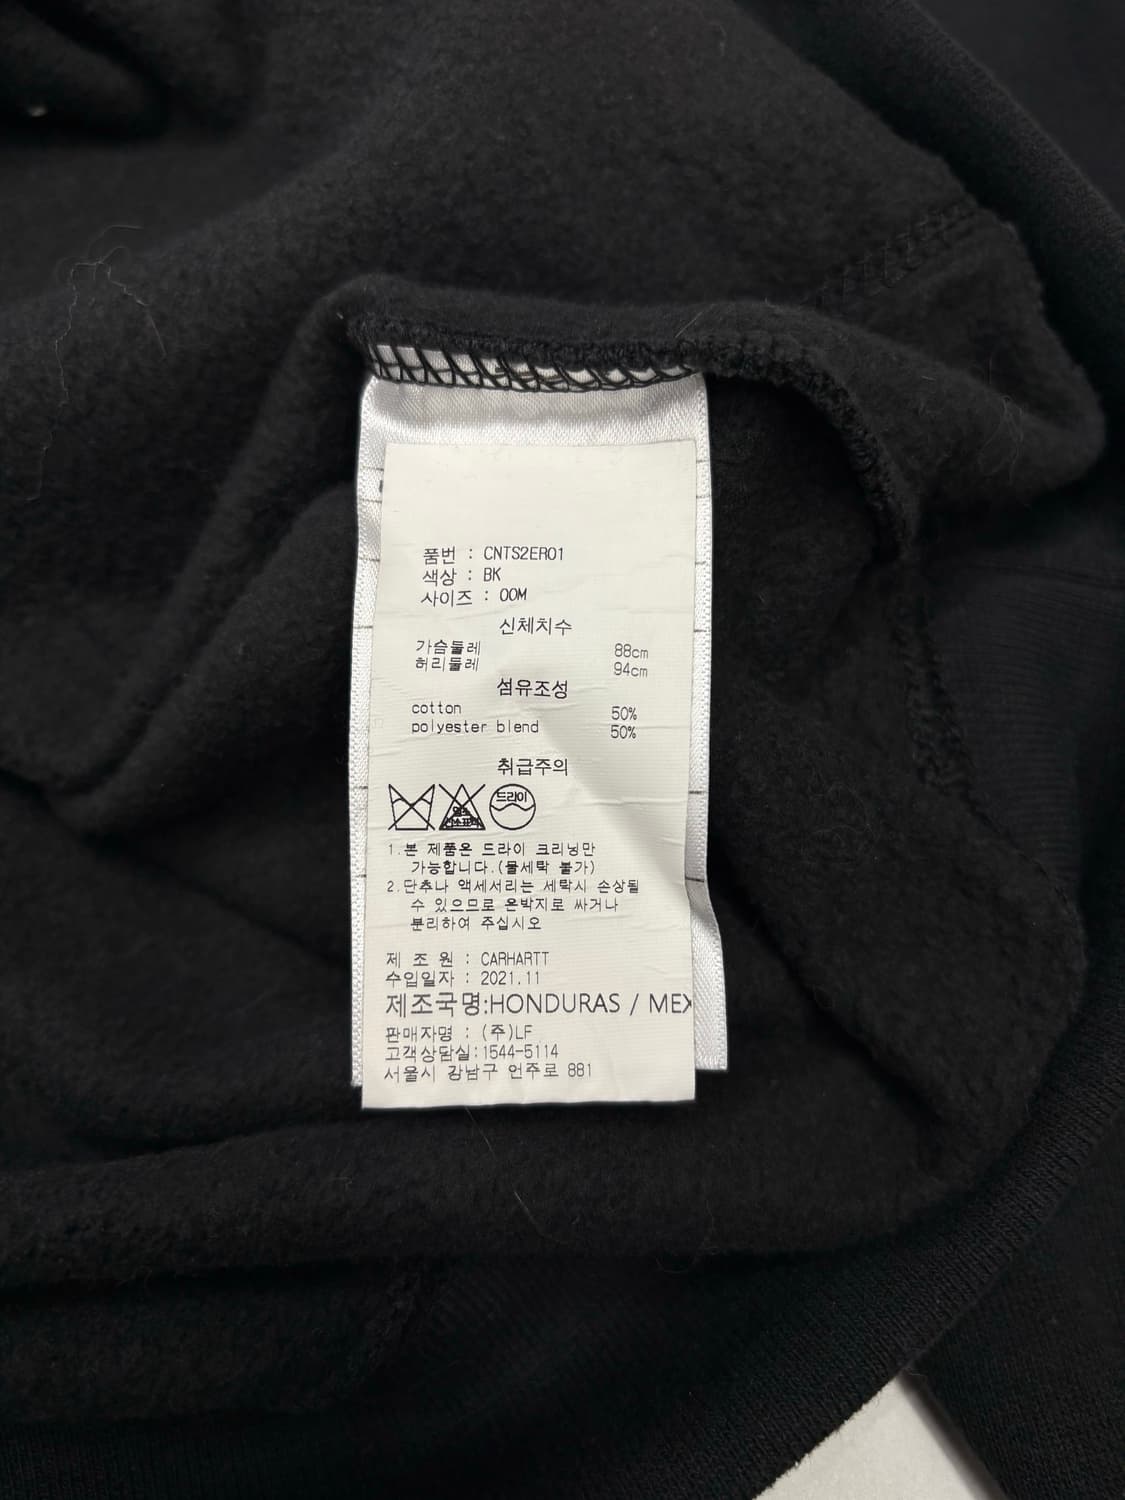 품번 : CNTS2ER01
색상 : BK
사이즈 : 00M
신체치수
가슴둘레 88cm
허리둘레 94cm
섬유조성
cotton 50%
polyester blend 50%
취급주의
드라이
1.본 제품은 드라이 크리닝만
가능합니다.(물세탁 불가)
2.단추나 액세서리는 세탁시 손상될
수 있으므로 은박지로 싸거나
분리하여 주십시오
제 조 원 : CARHARTT
수입일자 : 2021.11
제조국명:HONDURAS / MEX
판매자명 : (주)LF
고객상담실:1544-5114
서울시 강남구 언주로 881